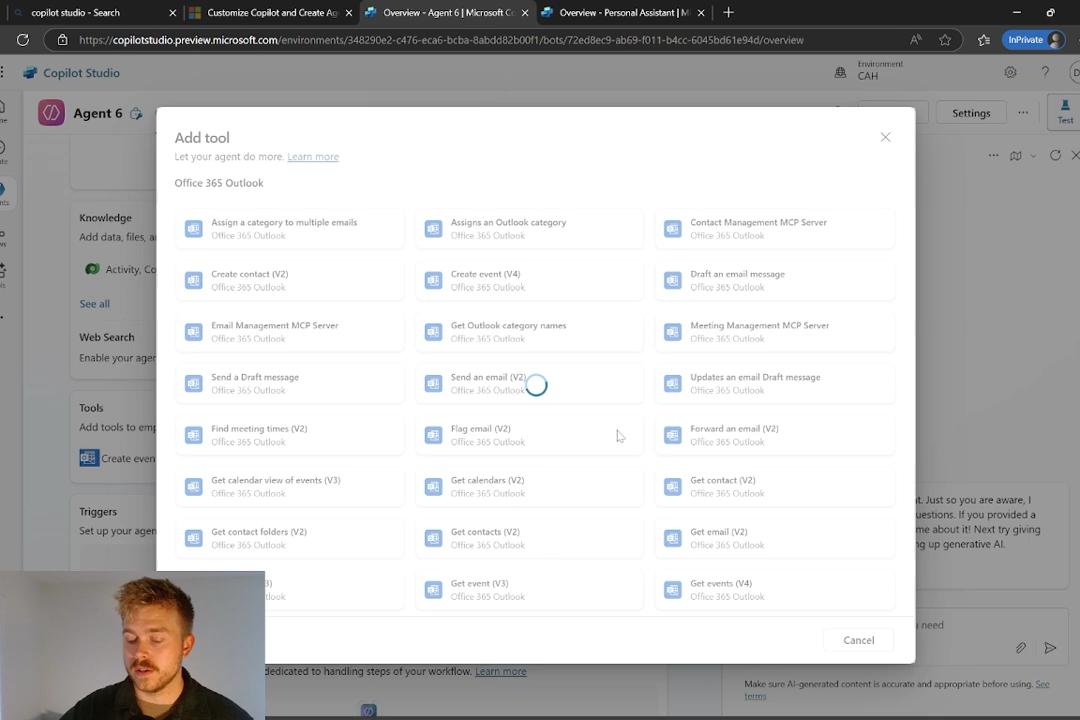 copilot studio - Search
Customize Copilot and Create Age
Overview - Agent 6 | Microsoft Co
Overview - Personal Assistant | M
https://copilotstudio.preview.microsoft.com/environments/348290e2-c476-eca6-bcba-8abdd82b00f1/bots/72ed8ec9-ab69-f011-b4cc-6045bd61e94d/overview
InPrivate
Copilot Studio
Environment
CAH
Agent 6
Settings
Test
Add tool
Let your agent do more. Learn more
Office 365 Outlook
Assign a category to multiple emails
Office 365 Outlook
Assigns an Outlook category
Office 365 Outlook
Contact Management MCP Server
Office 365 Outlook
Create contact (V2)
Office 365 Outlook
Create event (V4)
Office 365 Outlook
Draft an email message
Office 365 Outlook
Email Management MCP Server
Office 365 Outlook
Get Outlook category names
Office 365 Outlook
Meeting Management MCP Server
Office 365 Outlook
Send a Draft message
Office 365 Outlook
Send an email (V2)
Office 365 Outlook
Updates an email Draft message
Office 365 Outlook
Find meeting times (V2)
Office 365 Outlook
Flag email (V2)
Office 365 Outlook
Forward an email (V2)
Office 365 Outlook
Get calendar view of events (V3)
Office 365 Outlook
Get calendars (V2)
Office 365 Outlook
Get contact (V2)
Office 365 Outlook
Get contact folders (V2)
Office 365 Outlook
Get contacts (V2)
Office 365 Outlook
Get email (V2)
Office 365 Outlook
3)
ook
Get event (V3)
Office 365 Outlook
Get events (V4)
Office 365 Outlook
Cancel
Knowledge
Add data, files, a
Activity, Co
See all
Web Search
Enable your agen
Tools
Add tools to emp
Create even
Triggers
Set up your agen
dedicated to handling steps of your workflow. Learn more
nt. Just so you are aware, I
uestions. If you provided a
me about it! Next try giving
ng up generative AI.
u need
Make sure AI-generated content is accurate and appropriate before using. See
terms